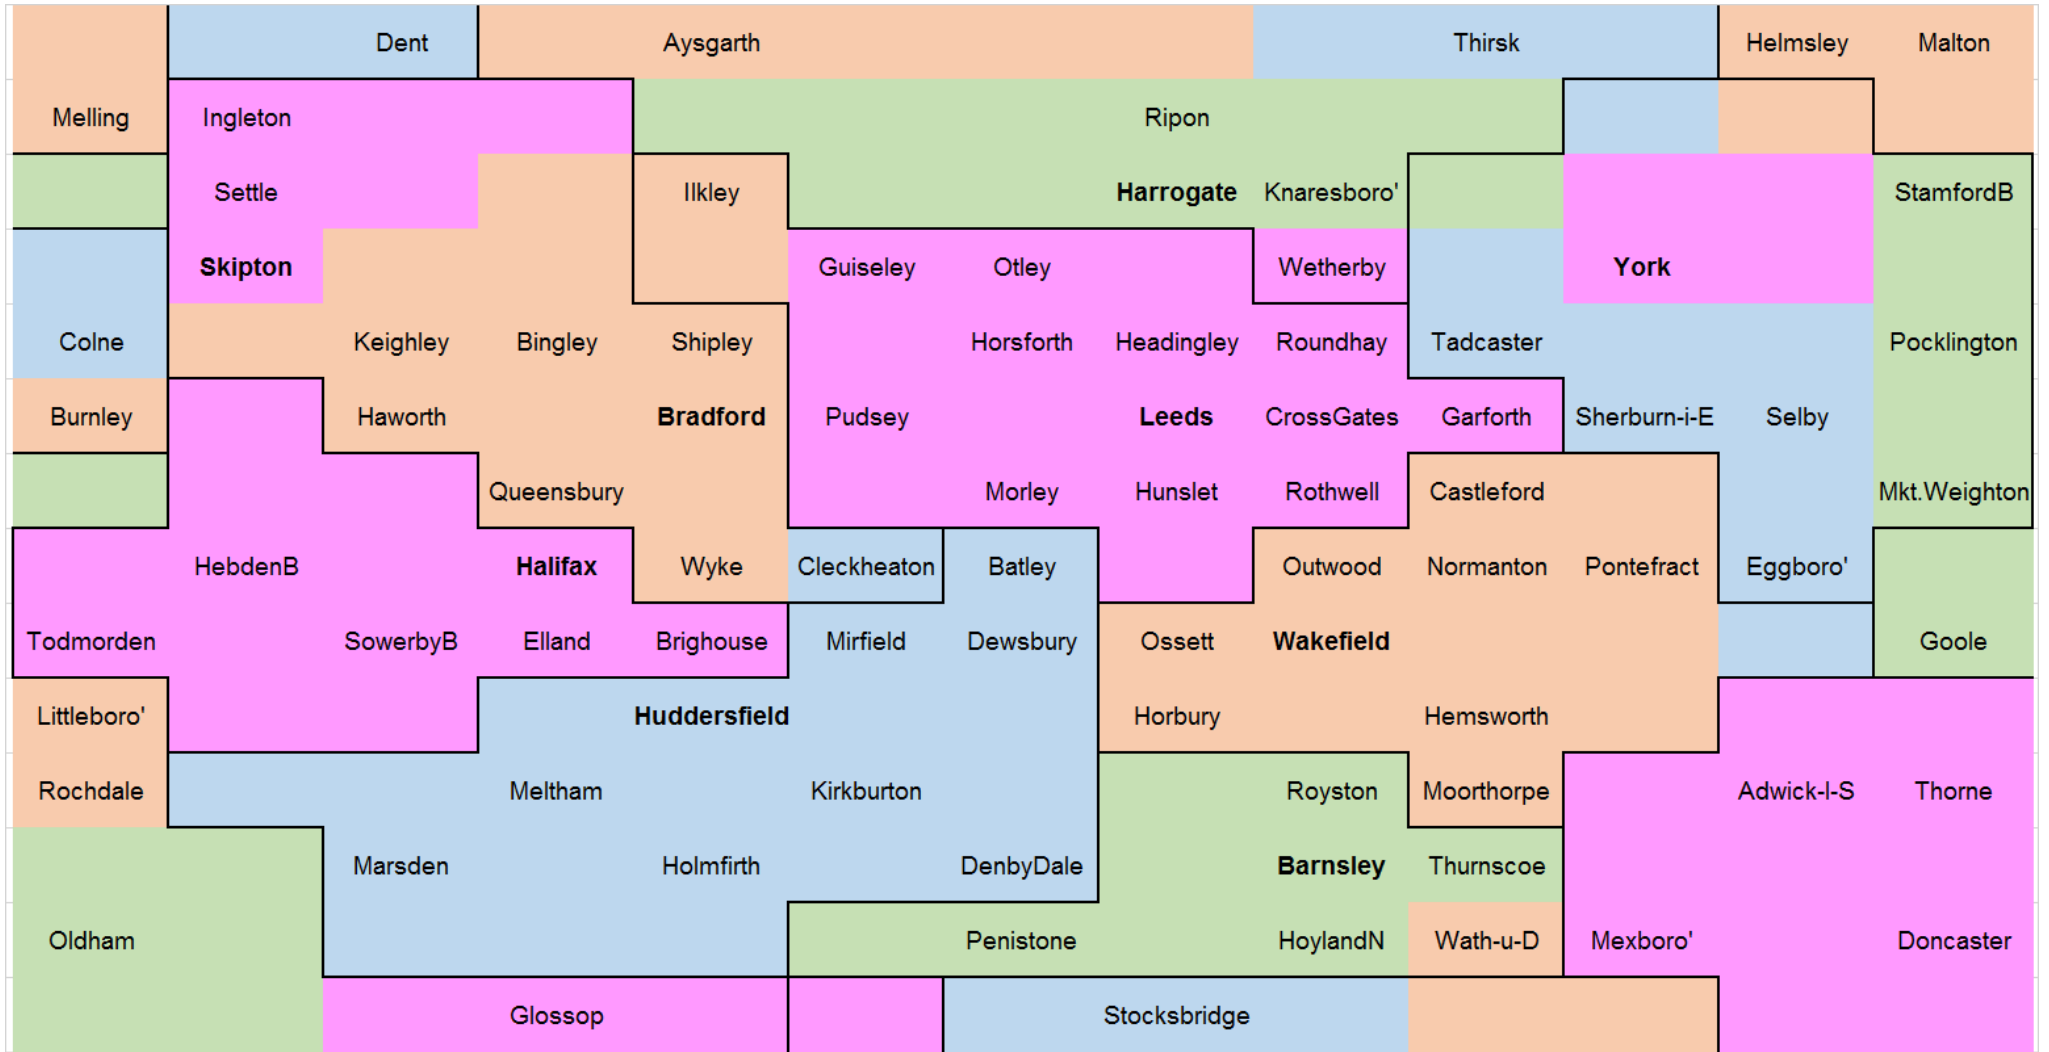 Dent Aysgarth Thirsk Helmsley Malton
Melling Ingleton Ripon
Settle Ilkley Harrogate Knaresboro' StamfordB
Skipton Guiseley Otley Wetherby York
Colne Keighley Bingley Shipley Horsforth Headingley Roundhay Tadcaster Pocklington
Burnley Haworth Bradford Pudsey Leeds CrossGates Garforth Sherburn-i-E Selby
Queensbury Morley Hunslet Rothwell Castleford Mkt.Weighton
HebdenB Halifax Wyke Cleckheaton Batley Outwood Normanton Pontefract Eggboro'
Todmorden SowerbyB Elland Brighouse Mirfield Dewsbury Ossett Wakefield Goole
Littleboro' Huddersfield Horbury Hemsworth
Rochdale Meltham Kirkburton Royston Moorthorpe Adwick-l-S Thorne
Marsden Holmfirth DenbyDale Barnsley Thurnscoe
Oldham Penistone HoylandN Wath-u-D Mexboro' Doncaster
Glossop Stocksbridge